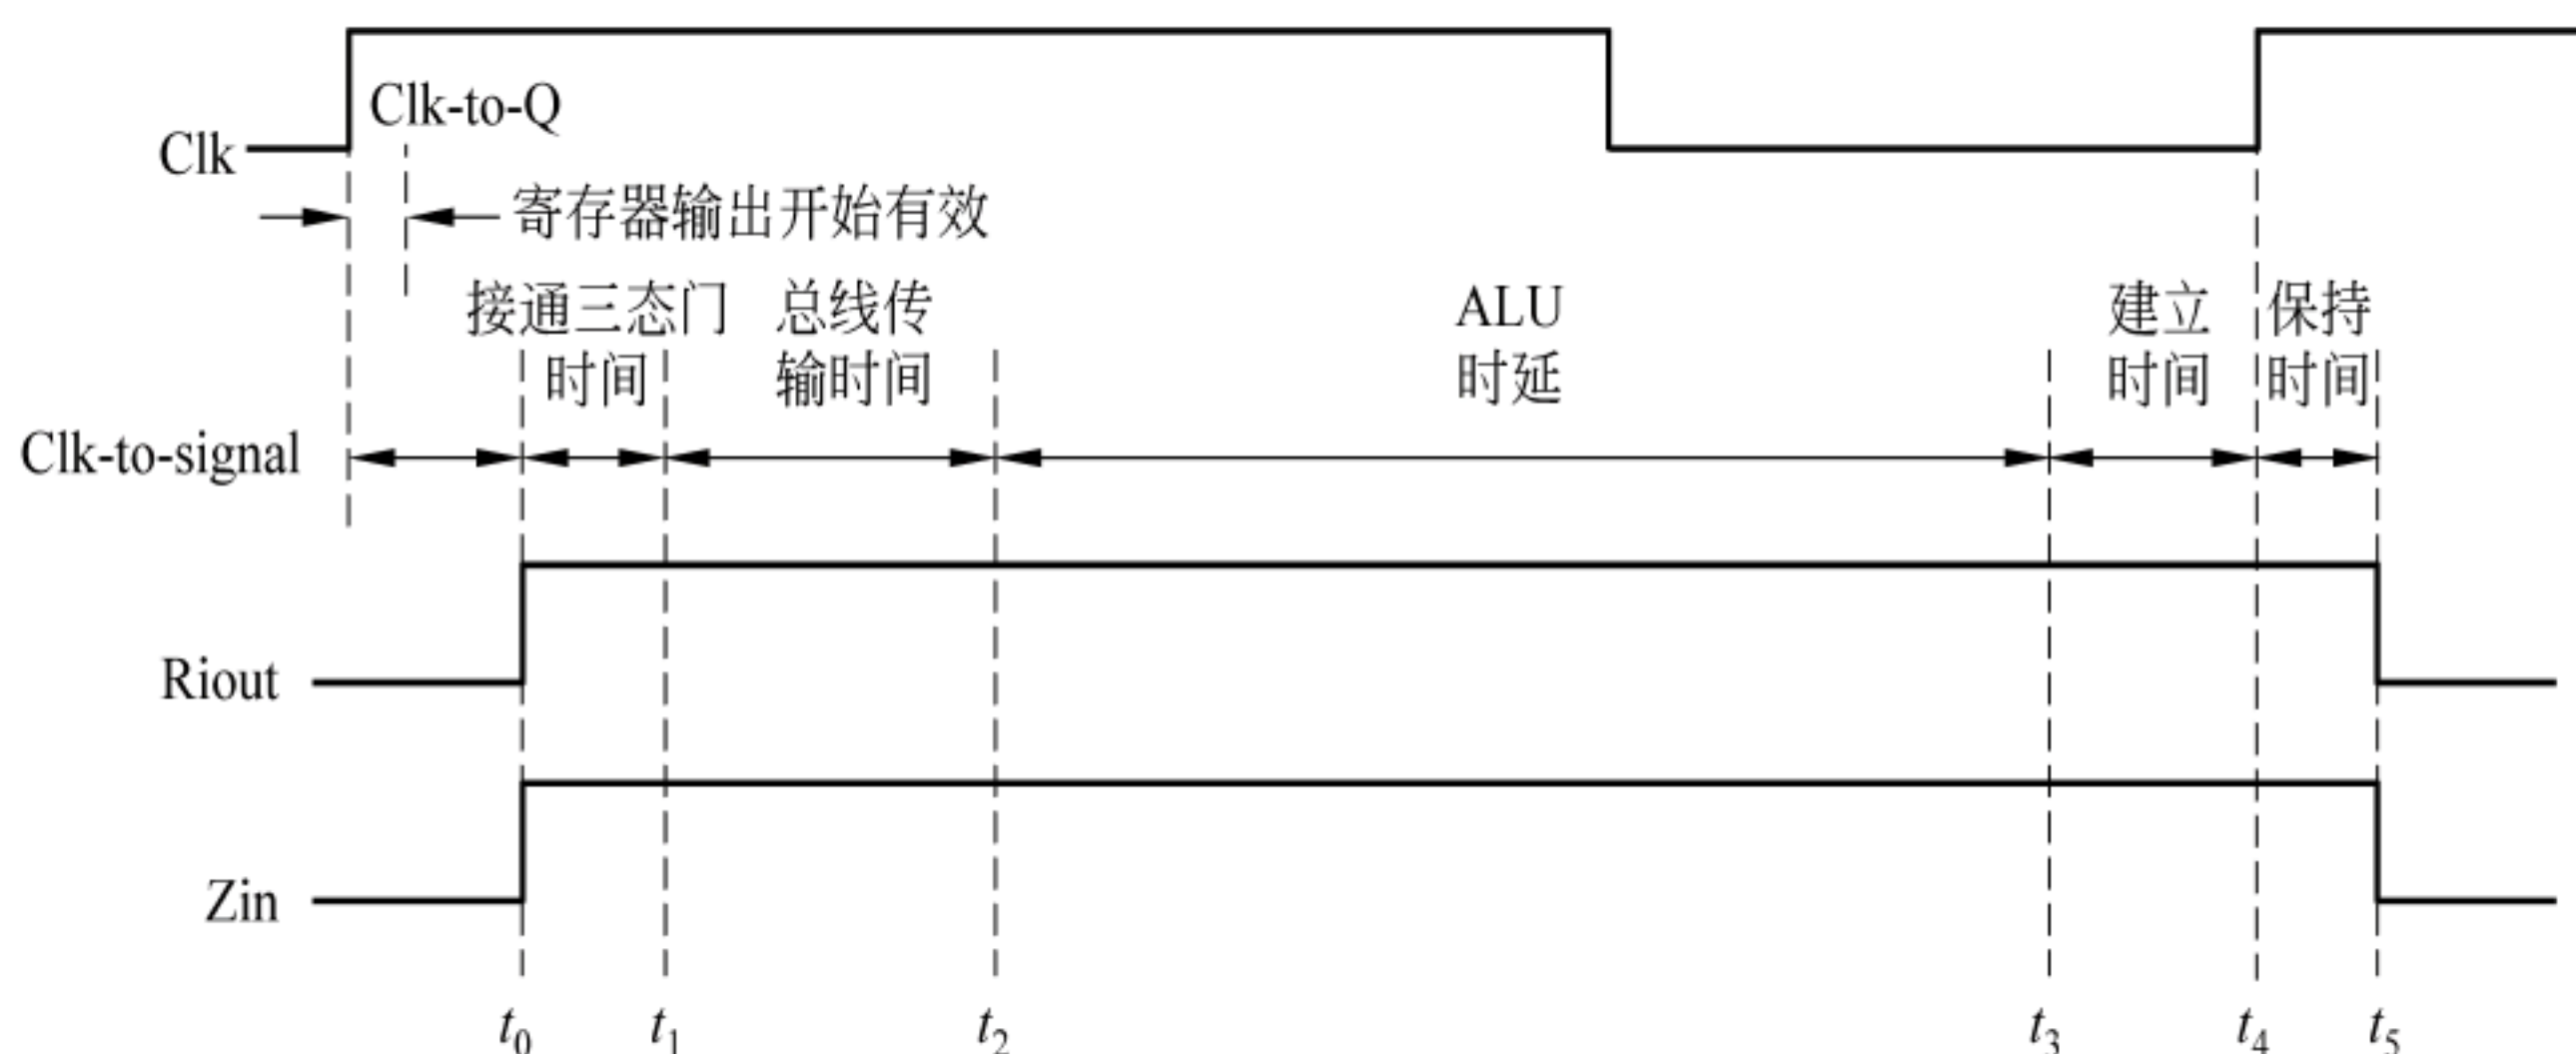 Clk-to-Q
Clk
寄存器输出开始有效
接通三态门
时间
总线传
输时间
ALU
时延
建立
时间
保持
时间
Clk-to-signal
Riout
Zin
t0 t1 t2 t3 t4 t5